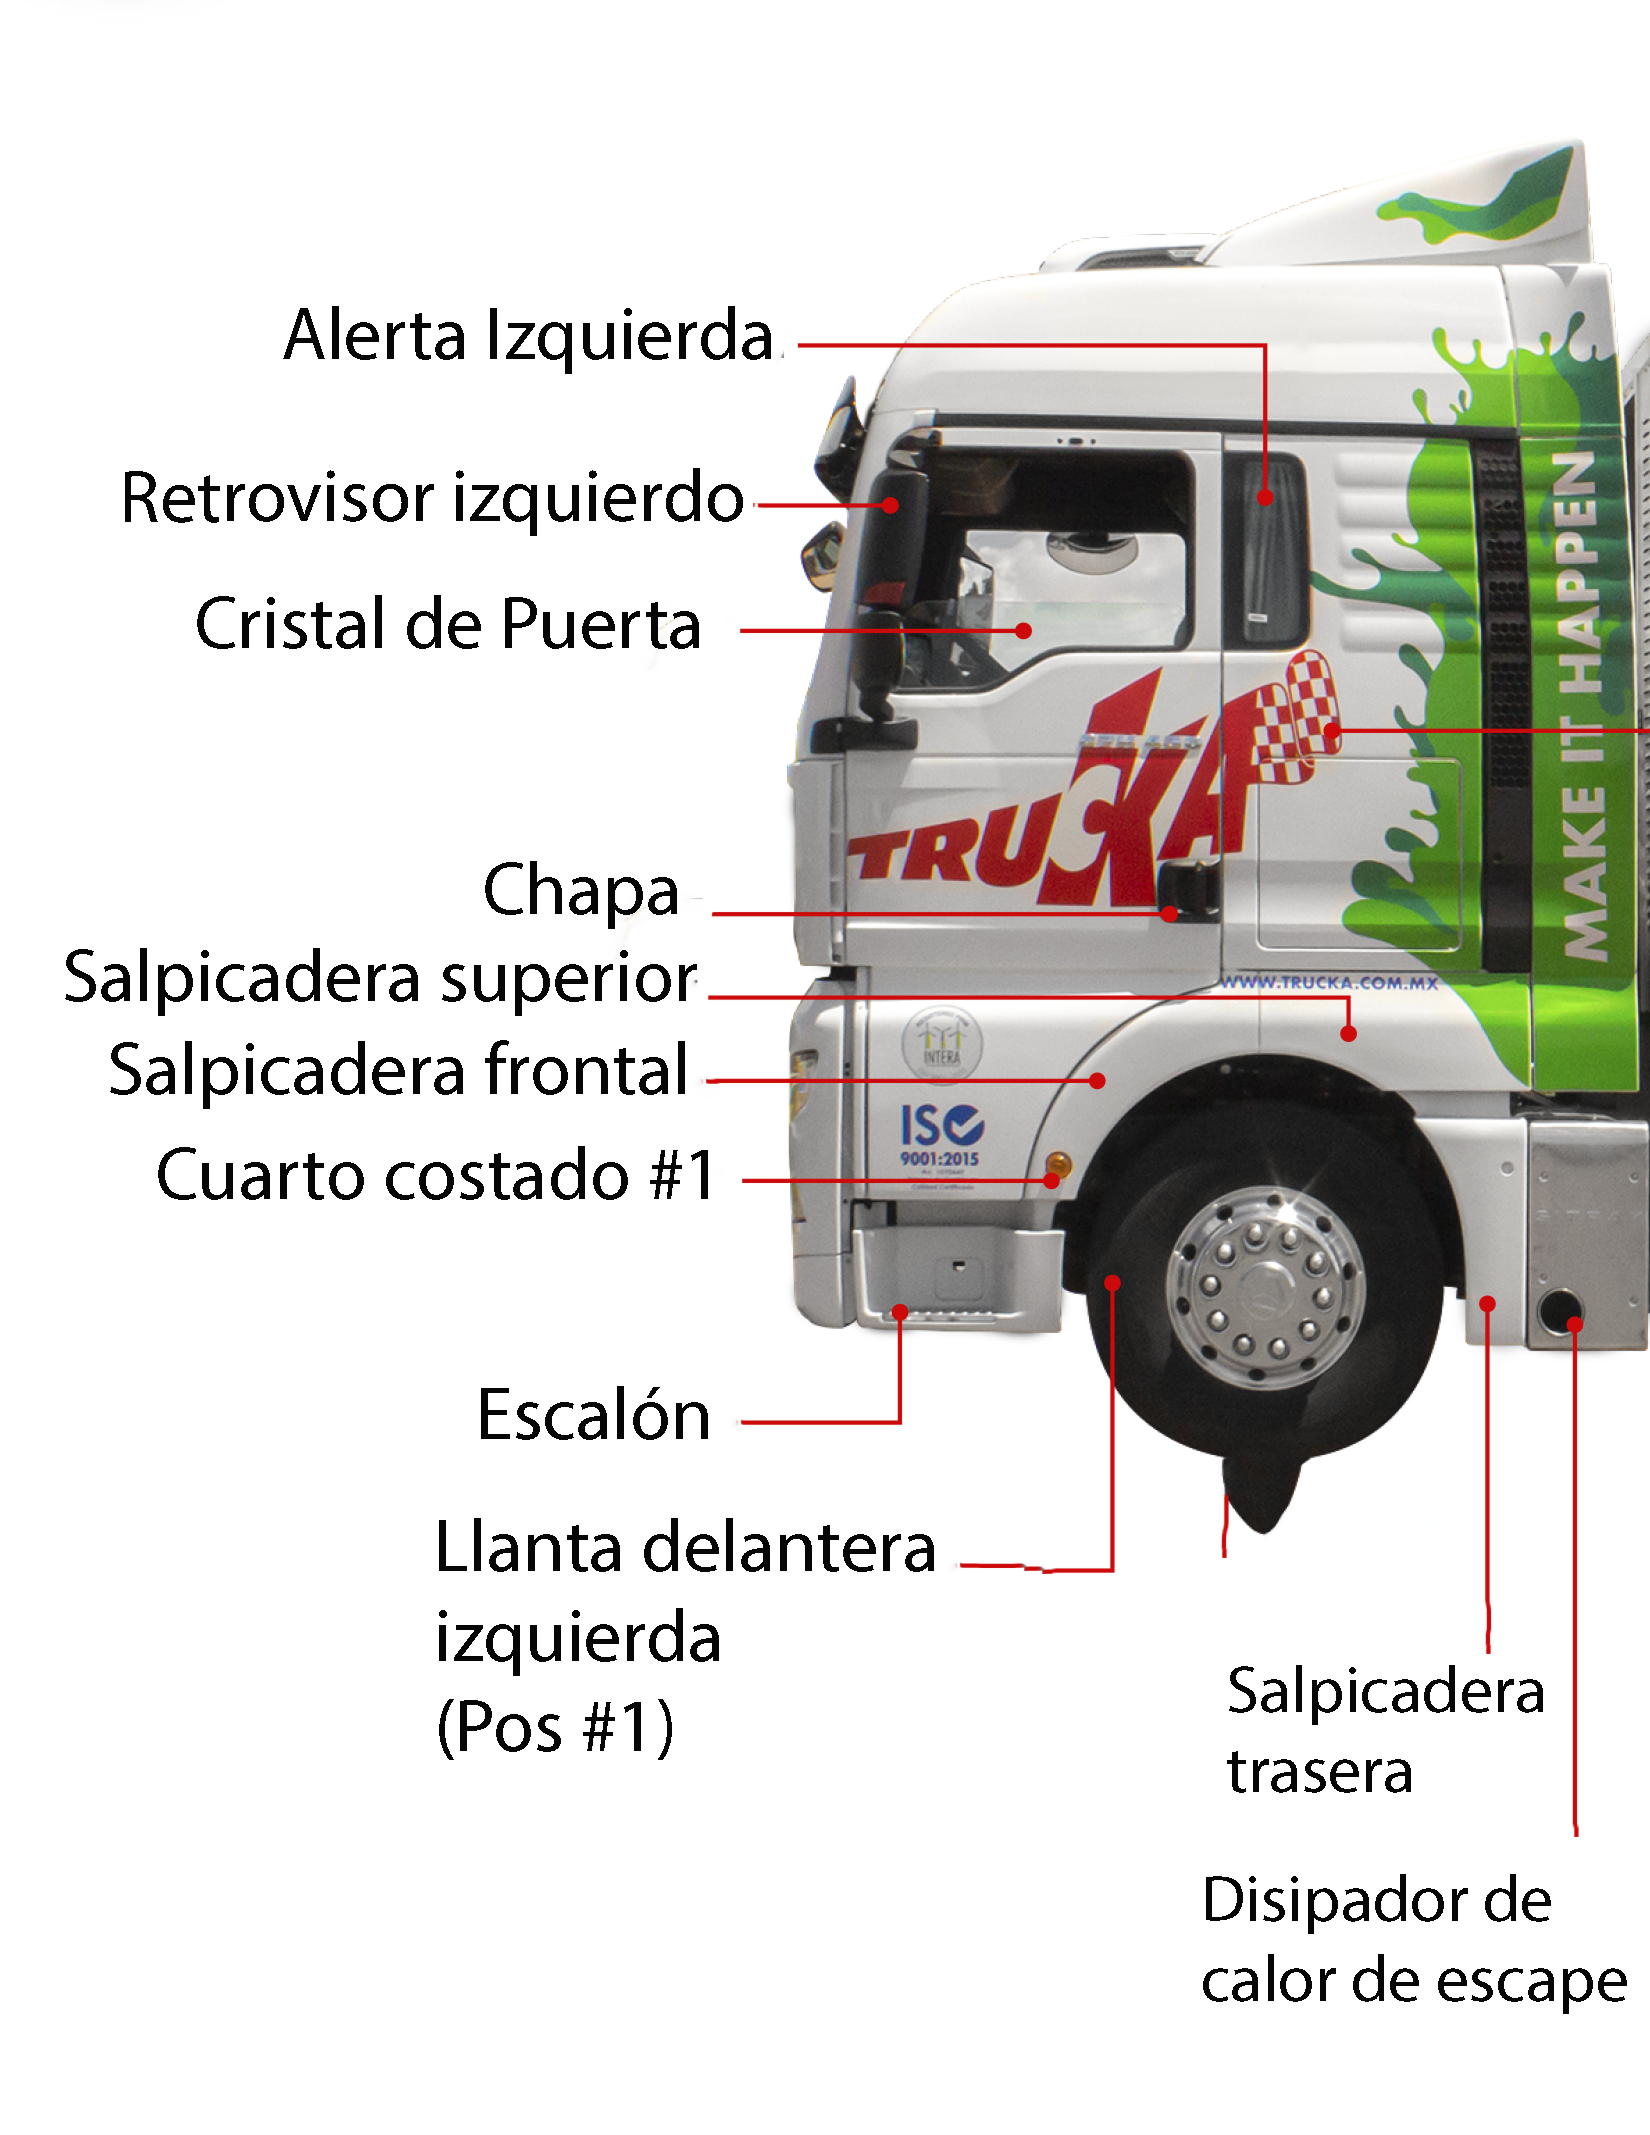 Alerta Izquierda
Retrovisor izquierdo
Cristal de Puerta
Chapa
Salpicadera superior
Salpicadera frontal
Cuarto costado #1
Escalón
Llanta delantera
izquierda
(Pos #1)
Salpicadera
trasera
Disipador de
calor de escape
TRUCKA
MAKE IT HAPPEN
WWW.TRUCKA.COM.MX
INTERA
ISO
9001:2015